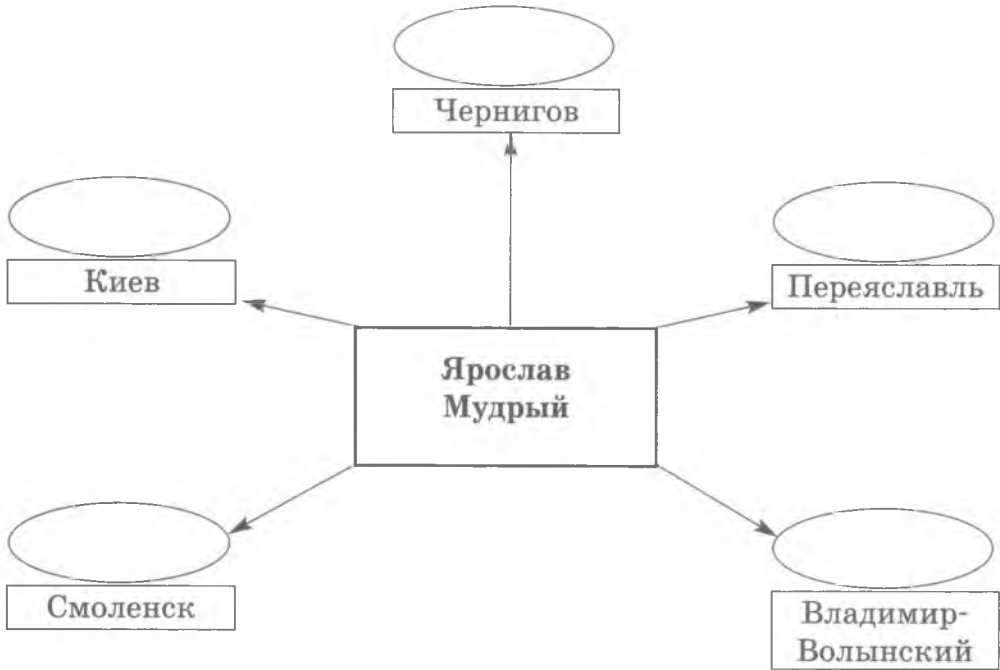 Чернигов
Киев
Переяславль
Ярослав
Мудрый
Смоленск
Владимир-
Волынский